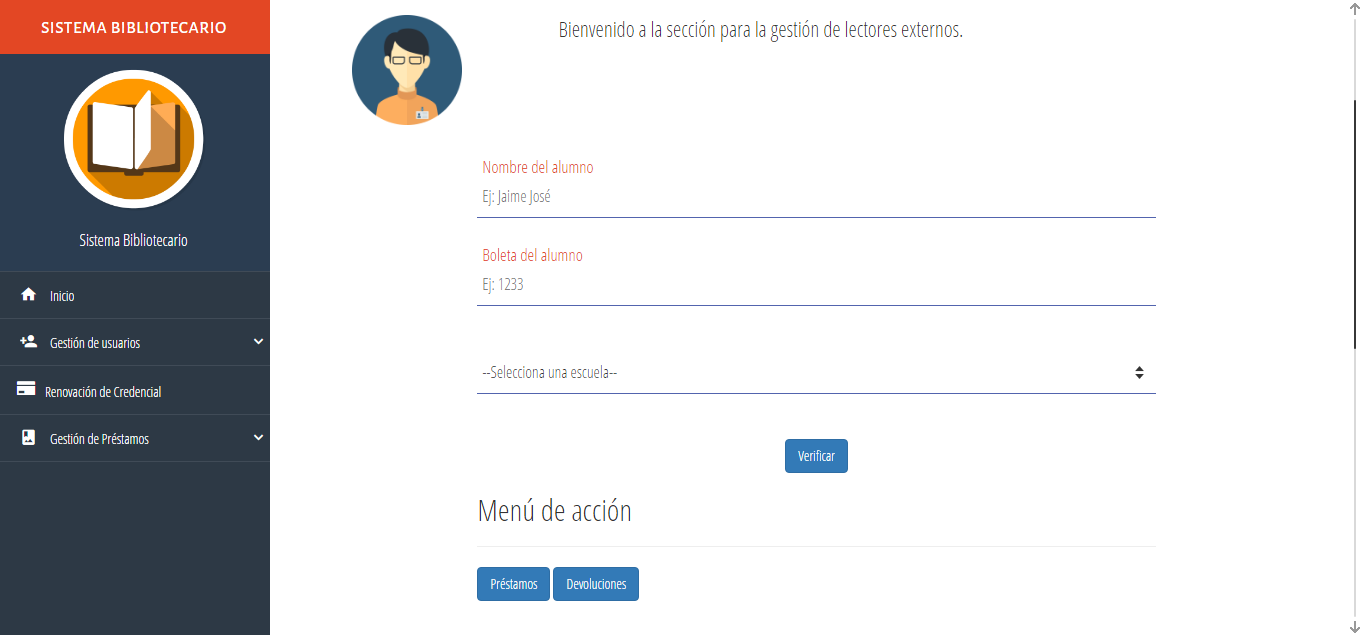 SISTEMA BIBLIOTECARIO
Sistema Bibliotecario
Inicio
Gestión de usuarios
Renovación de Credencial
Gestión de Préstamos
Bienvenido a la sección para la gestión de lectores externos.
Nombre del alumno
Ej: Jaime José
Boleta del alumno
Ej: 1233
--Selecciona una escuela--
Verificar
Menú de acción
Préstamos Devoluciones